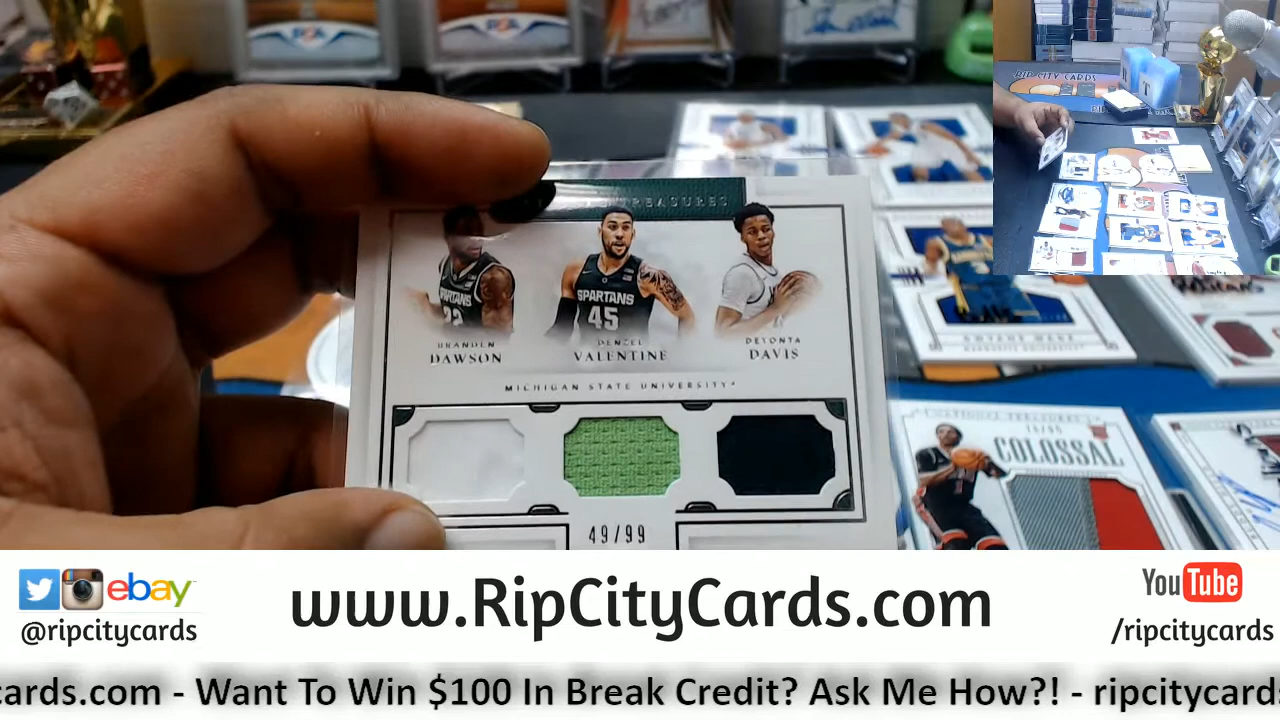 RIP CITY CARDS
TREASURES
SPARTANS
22
SPARTANS
45
BRANDEN
DAWSON
DENZEL
VALENTINE
DEYONTA
DAVIS
MICHIGAN STATE UNIVERSITY
49/99
NATIONAL TREASURES
COLOSSAL
ebay
@ripcitycards
www.RipCityCards.com
YouTube
/ripcitycards
cards.com - Want To Win $100 In Break Credit? Ask Me How?! - ripcitycards